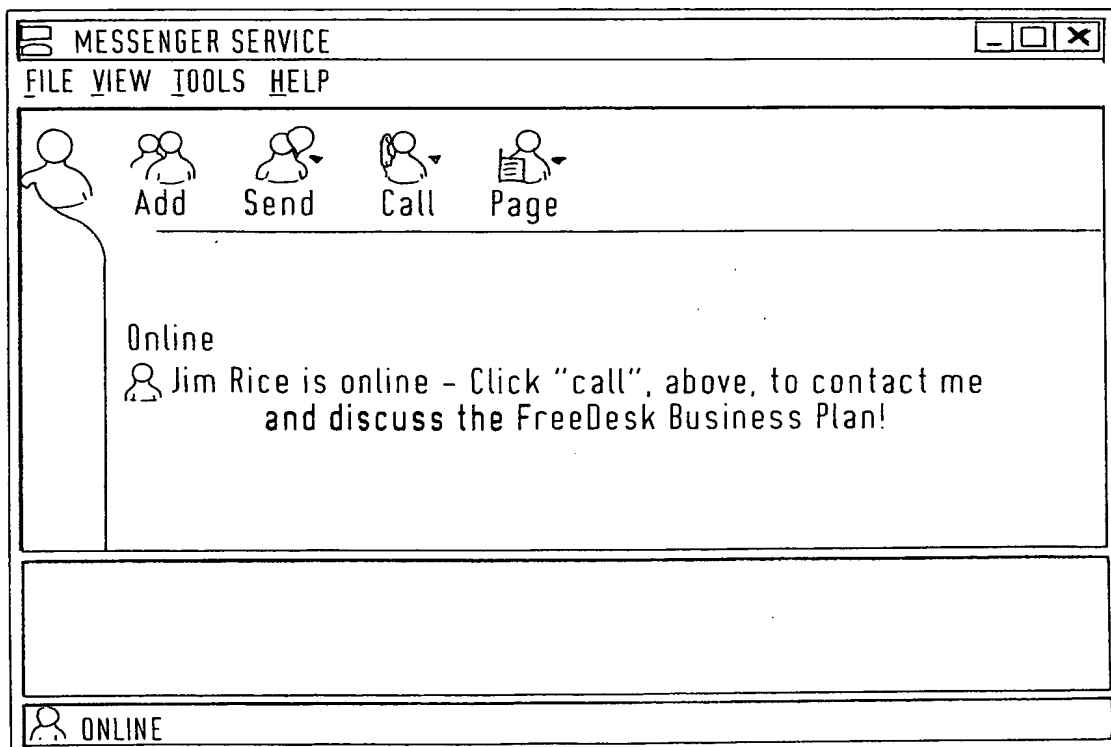 MESSENGER SERVICE
FILE VIEW TOOLS HELP
Add Send Call Page
Online
Jim Rice is online – Click "call", above, to contact me
and discuss the FreeDesk Business Plan!
ONLINE